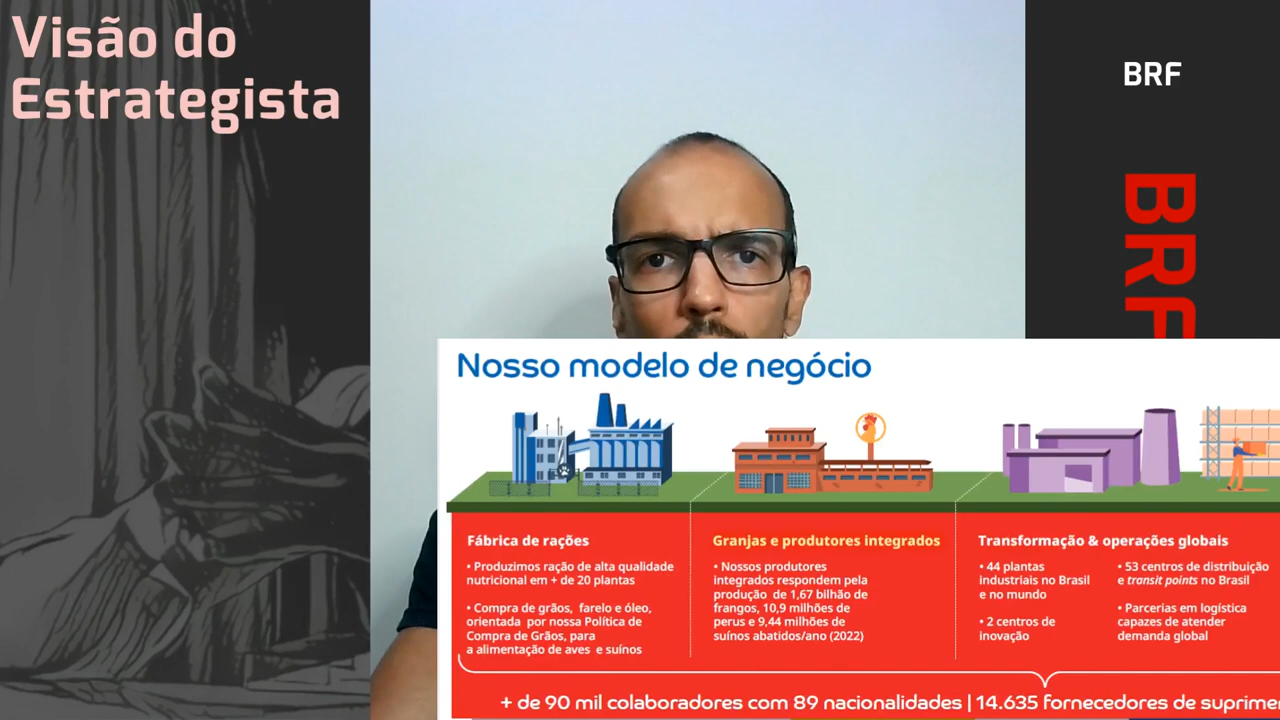 Visão do
Estrategista
BRF
BRF
Nosso modelo de negócio
Fábrica de rações
• Produzimos ração de alta qualidade
nutricional em + de 20 plantas
• Compra de grãos, farelo e óleo,
orientada por nossa Política de
Compra de Grãos, para
a alimentação de aves e suínos
Granjas e produtores integrados
• Nossos produtores
integrados respondem pela
produção de 1,67 bilhão de
frangos, 10,9 milhões de
perus e 9,44 milhões de
suínos abatidos/ano (2022)
Transformação & operações globais
• 44 plantas
industriais no Brasil
e no mundo
• 2 centros de
inovação
• 53 centros de distribuição
e transit points no Brasil
• Parcerias em logística
capazes de atender
demanda global
+ de 90 mil colaboradores com 89 nacionalidades | 14.635 fornecedores de